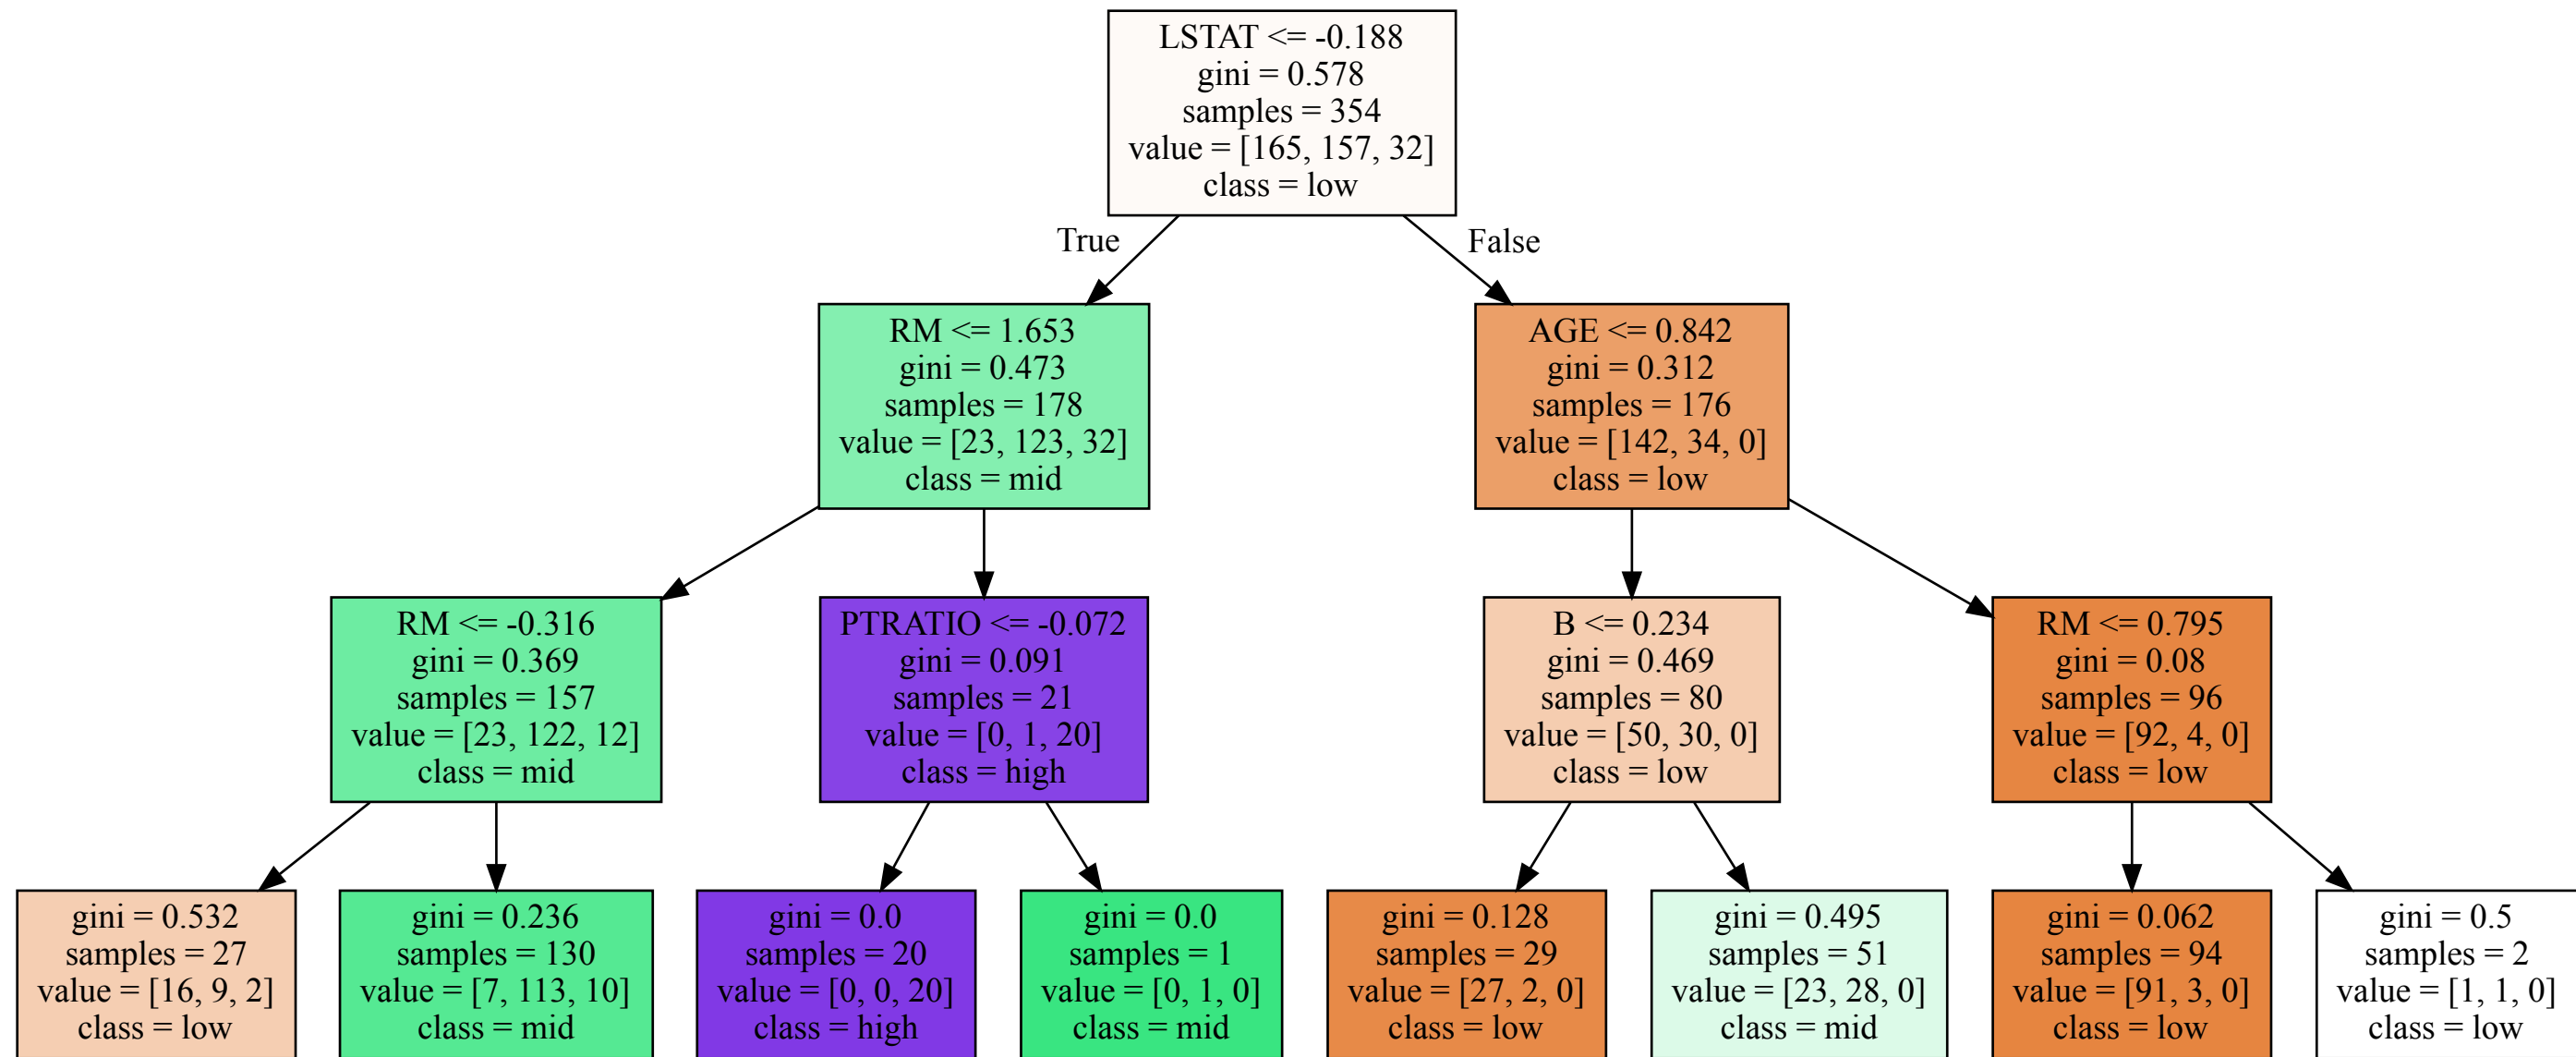 LSTAT <= -0.188
gini = 0.578
samples = 354
value = [165, 157, 32]
class = low
True
False
RM <= 1.653
gini = 0.473
samples = 178
value = [23, 123, 32]
class = mid
AGE <= 0.842
gini = 0.312
samples = 176
value = [142, 34, 0]
class = low
RM <= -0.316
gini = 0.369
samples = 157
value = [23, 122, 12]
class = mid
PTRATIO <= -0.072
gini = 0.091
samples = 21
value = [0, 1, 20]
class = high
B <= 0.234
gini = 0.469
samples = 80
value = [50, 30, 0]
class = low
RM <= 0.795
gini = 0.08
samples = 96
value = [92, 4, 0]
class = low
gini = 0.532
samples = 27
value = [16, 9, 2]
class = low
gini = 0.236
samples = 130
value = [7, 113, 10]
class = mid
gini = 0.0
samples = 20
value = [0, 0, 20]
class = high
gini = 0.0
samples = 1
value = [0, 1, 0]
class = mid
gini = 0.128
samples = 29
value = [27, 2, 0]
class = low
gini = 0.495
samples = 51
value = [23, 28, 0]
class = mid
gini = 0.062
samples = 94
value = [91, 3, 0]
class = low
gini = 0.5
samples = 2
value = [1, 1, 0]
class = low